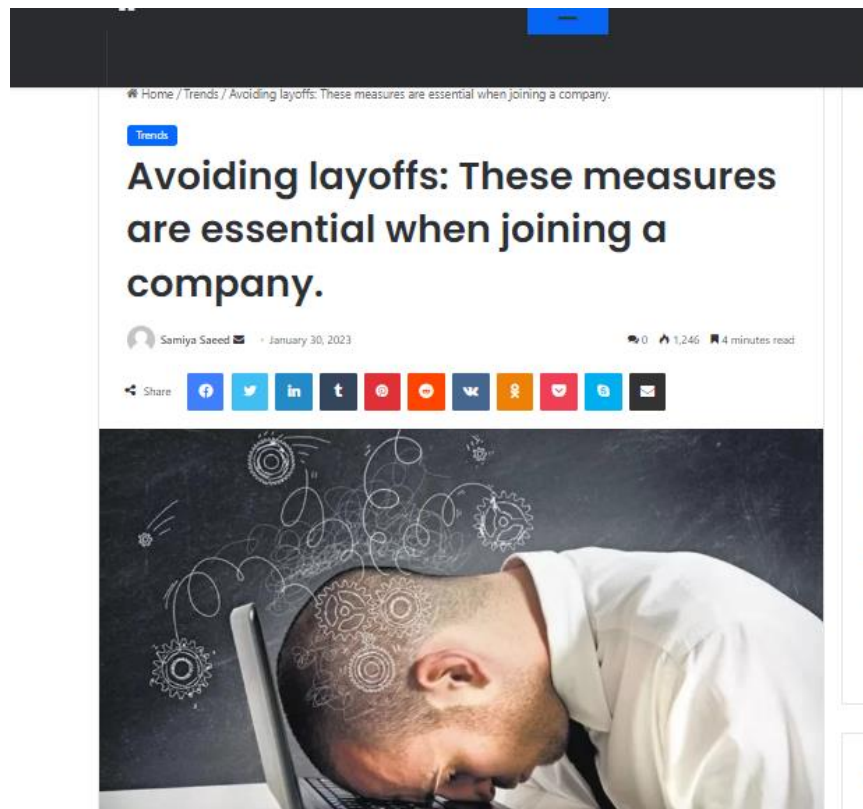 Home / Trends / Avoiding layoffs: These measures are essential when joining a company.
Trends
Avoiding layoffs: These measures
are essential when joining a
company.
Samiya Saeed · January 30, 2023 0 1,246 4 minutes read
Share